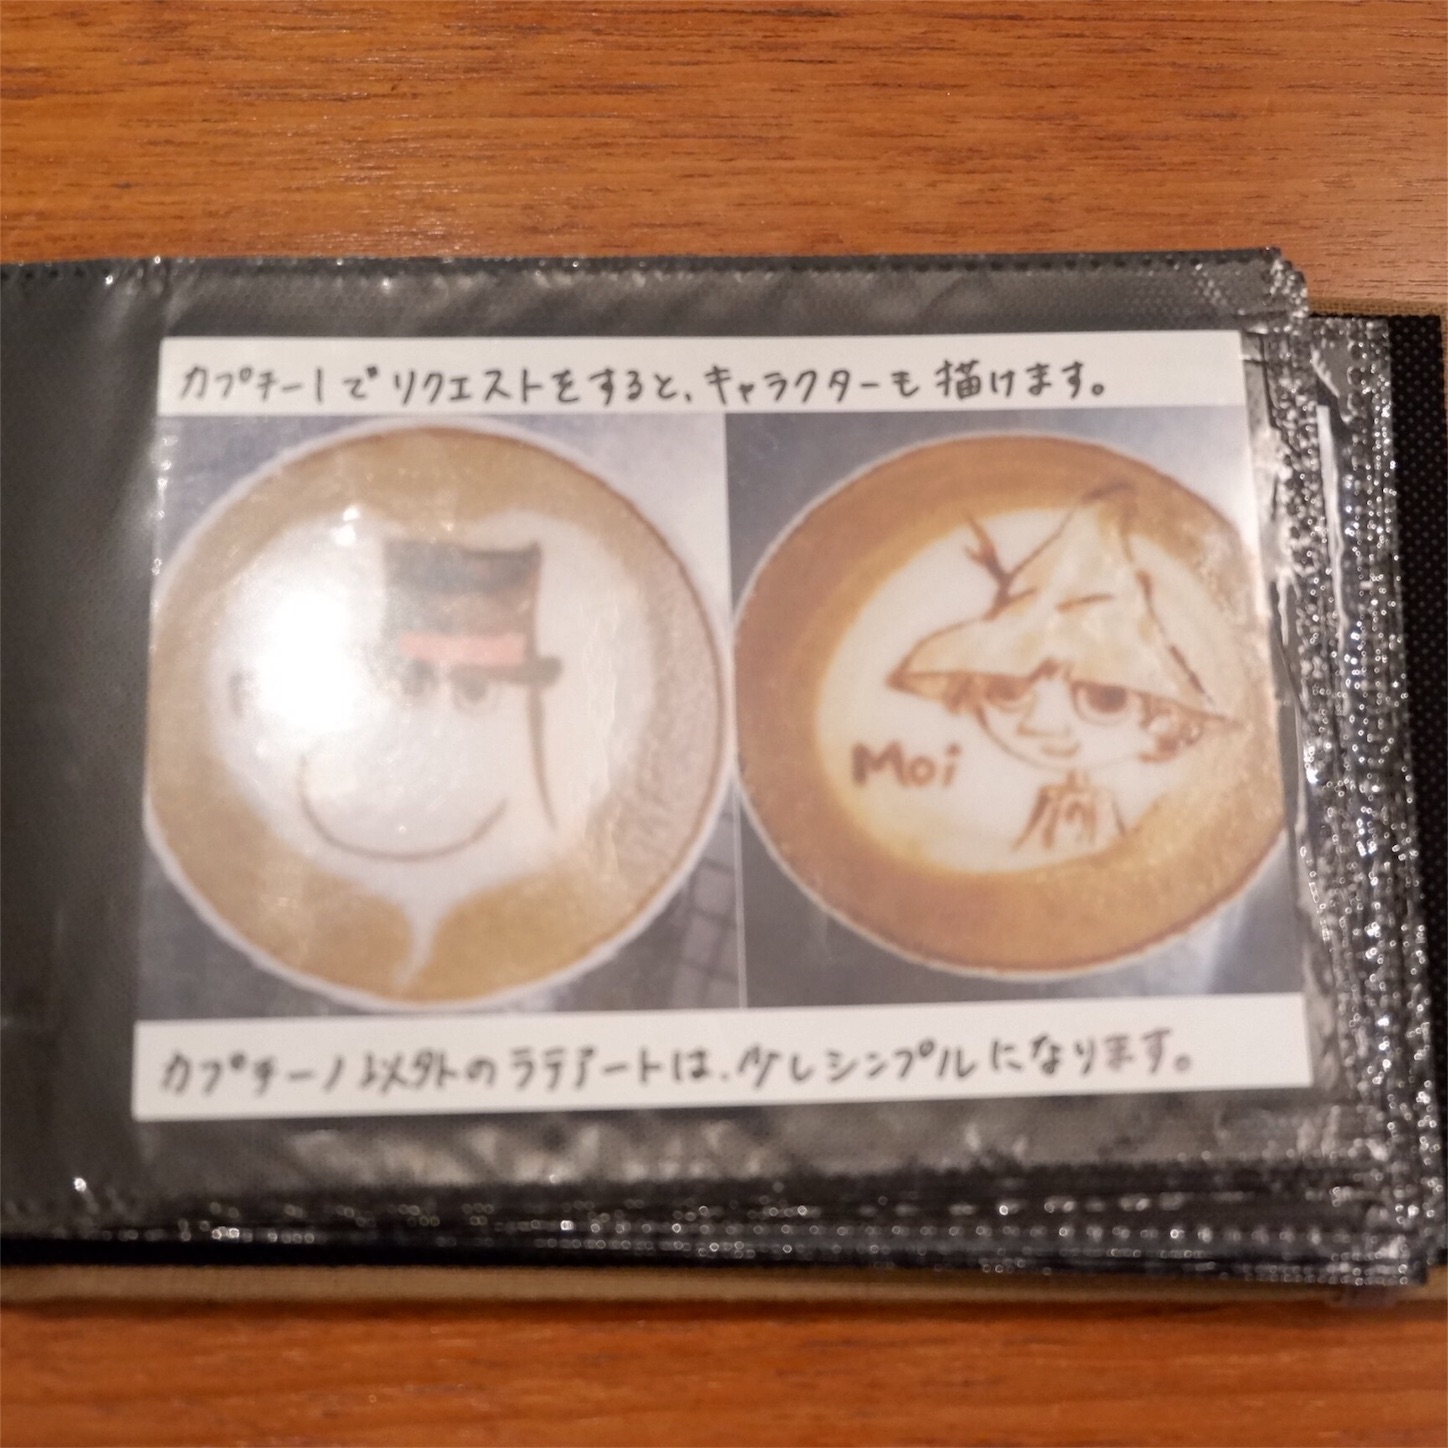 カプチーノでリクエストをすると、キャラクターも描けます。
Moi
カプチーノ以外のラテアートは、少しシンプルになります。